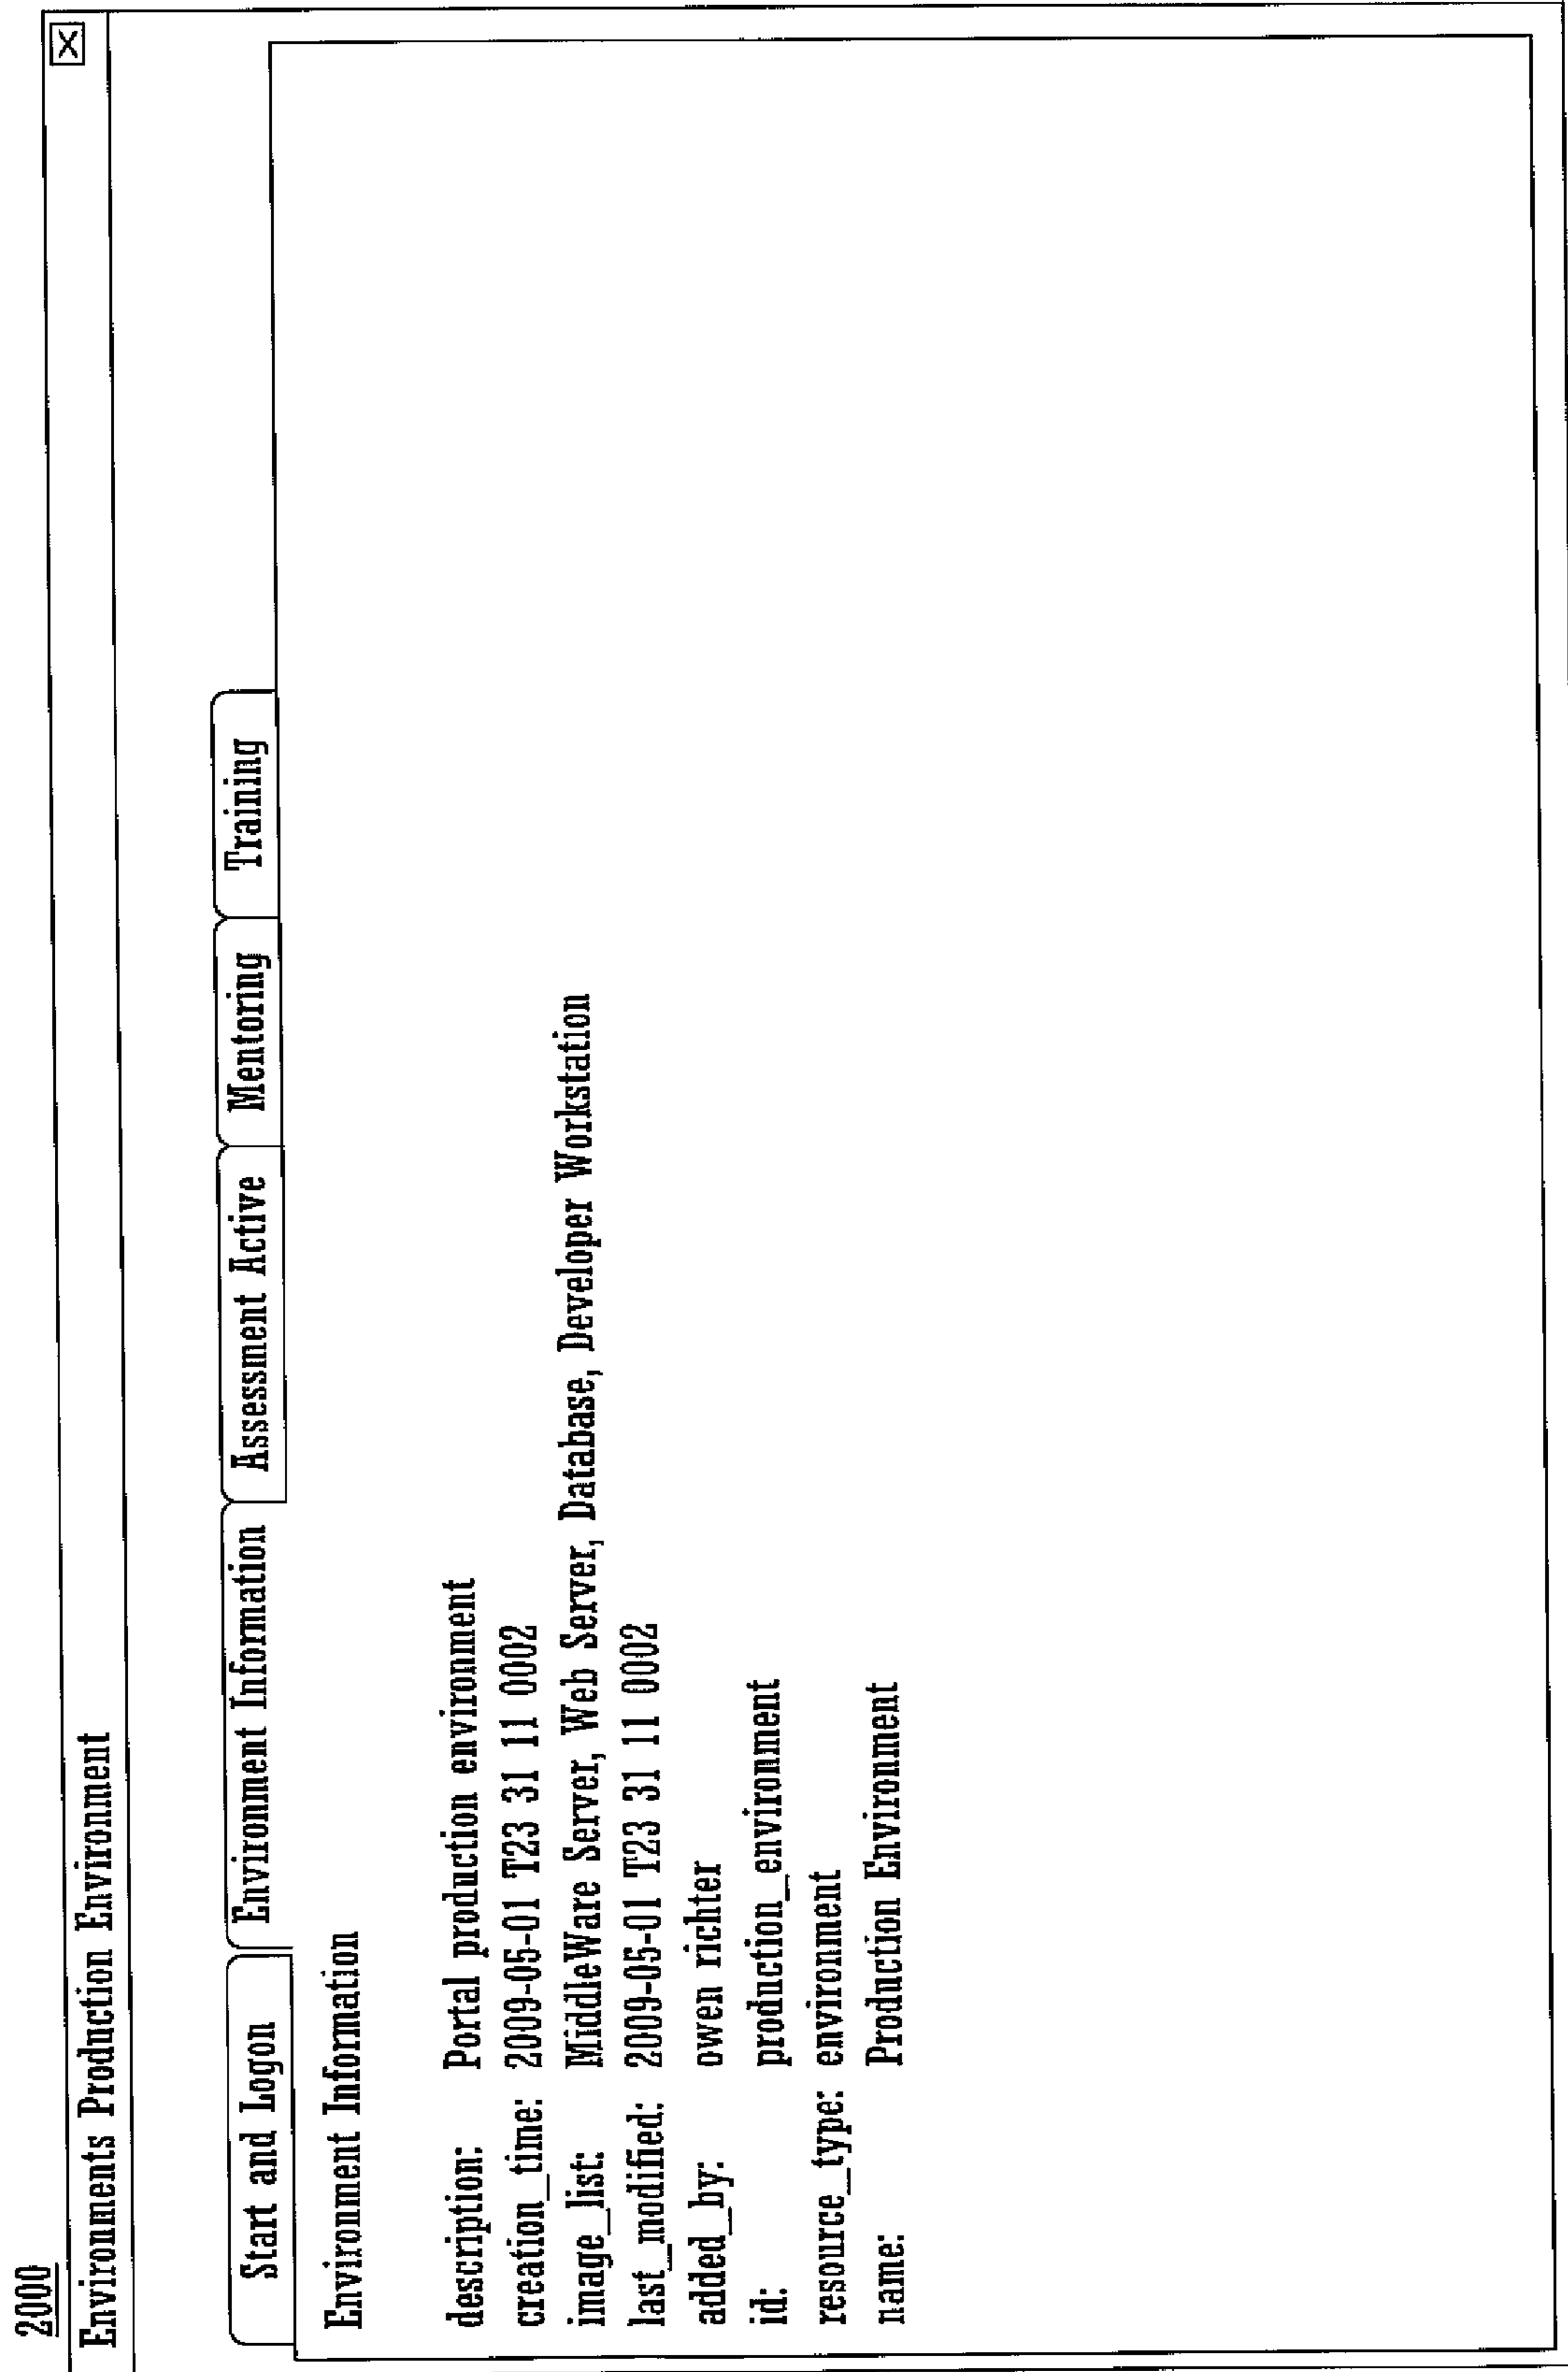 2000
Environments Production Environment
X
Start and Logon Environment Information Assessment Active Mentoring Training
Environment Information
description: Portal production environment
creation_time: 2009-05-01 T23 31 11 0002
image_list: MiddleWare Server, Web Server, Database, Developer Workstation
last_modified: 2009-05-01 T23 31 11 0002
added_by: owen richter
id: production_environment
resource_type: environment
name: Production Environment